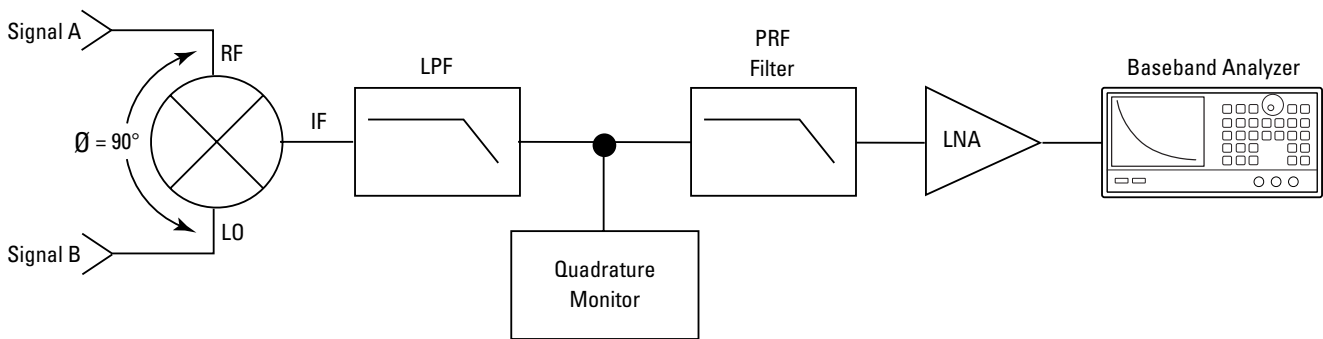 Signal A
RF
Ø = 90°
LO
Signal B
IF
LPF
Quadrature
Monitor
PRF
Filter
LNA
Baseband Analyzer